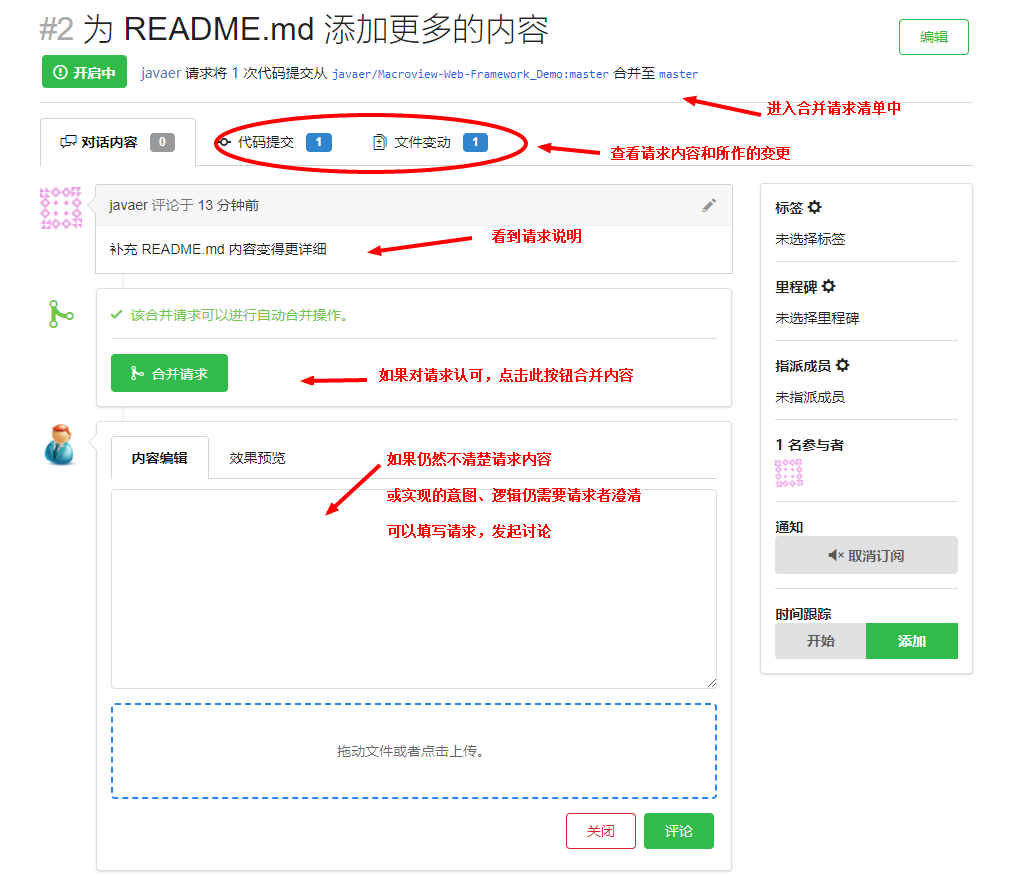 #2 为 README.md 添加更多的内容
编辑
开启中 javaer 请求将 1 次代码提交从 javaer/Macroview-Web-Framework_Demo:master 合并至 master
进入合并请求清单中
对话内容 0 代码提交 1 文件变动 1
查看请求内容和所作的变更
javaer 评论于 13 分钟前
补充 README.md 内容变得更详细
看到请求说明
该合并请求可以进行自动合并操作。
合并请求
如果对请求认可，点击此按钮合并内容
内容编辑 效果预览
如果仍然不清楚请求内容
或实现的意图、逻辑仍需要请求者澄清
可以填写请求，发起讨论
拖动文件或者点击上传。
关闭 评论
标签
未选择标签
里程碑
未选择里程碑
指派成员
未指派成员
1 名参与者
通知
取消订阅
时间跟踪
开始 添加